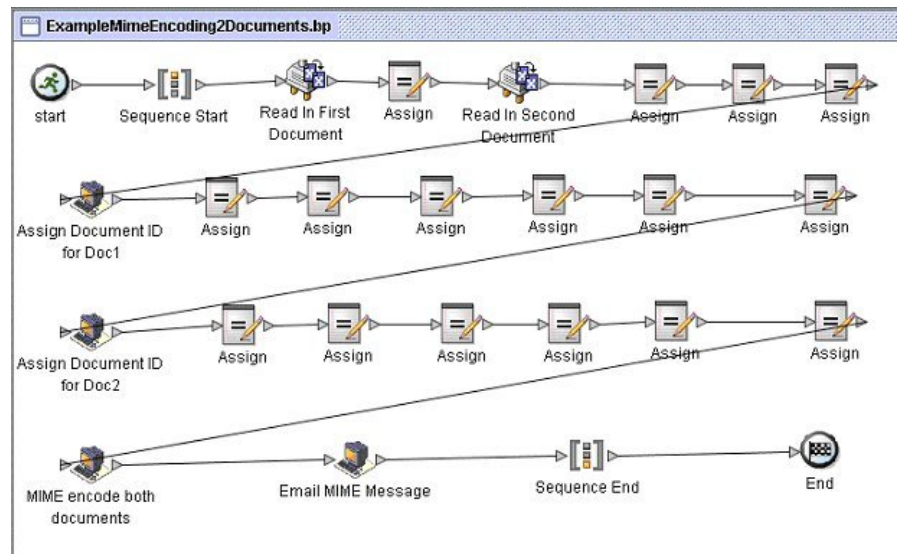 ExampleMimeEncoding2Documents.bp
start
Sequence Start
Read In First
Document
Assign
Read In Second
Document
Assign
Assign
Assign
Assign Document ID
for Doc1
Assign
Assign
Assign
Assign
Assign
Assign
Assign Document ID
for Doc2
Assign
Assign
Assign
Assign
Assign
Assign
MIME encode both
documents
Email MIME Message
Sequence End
End